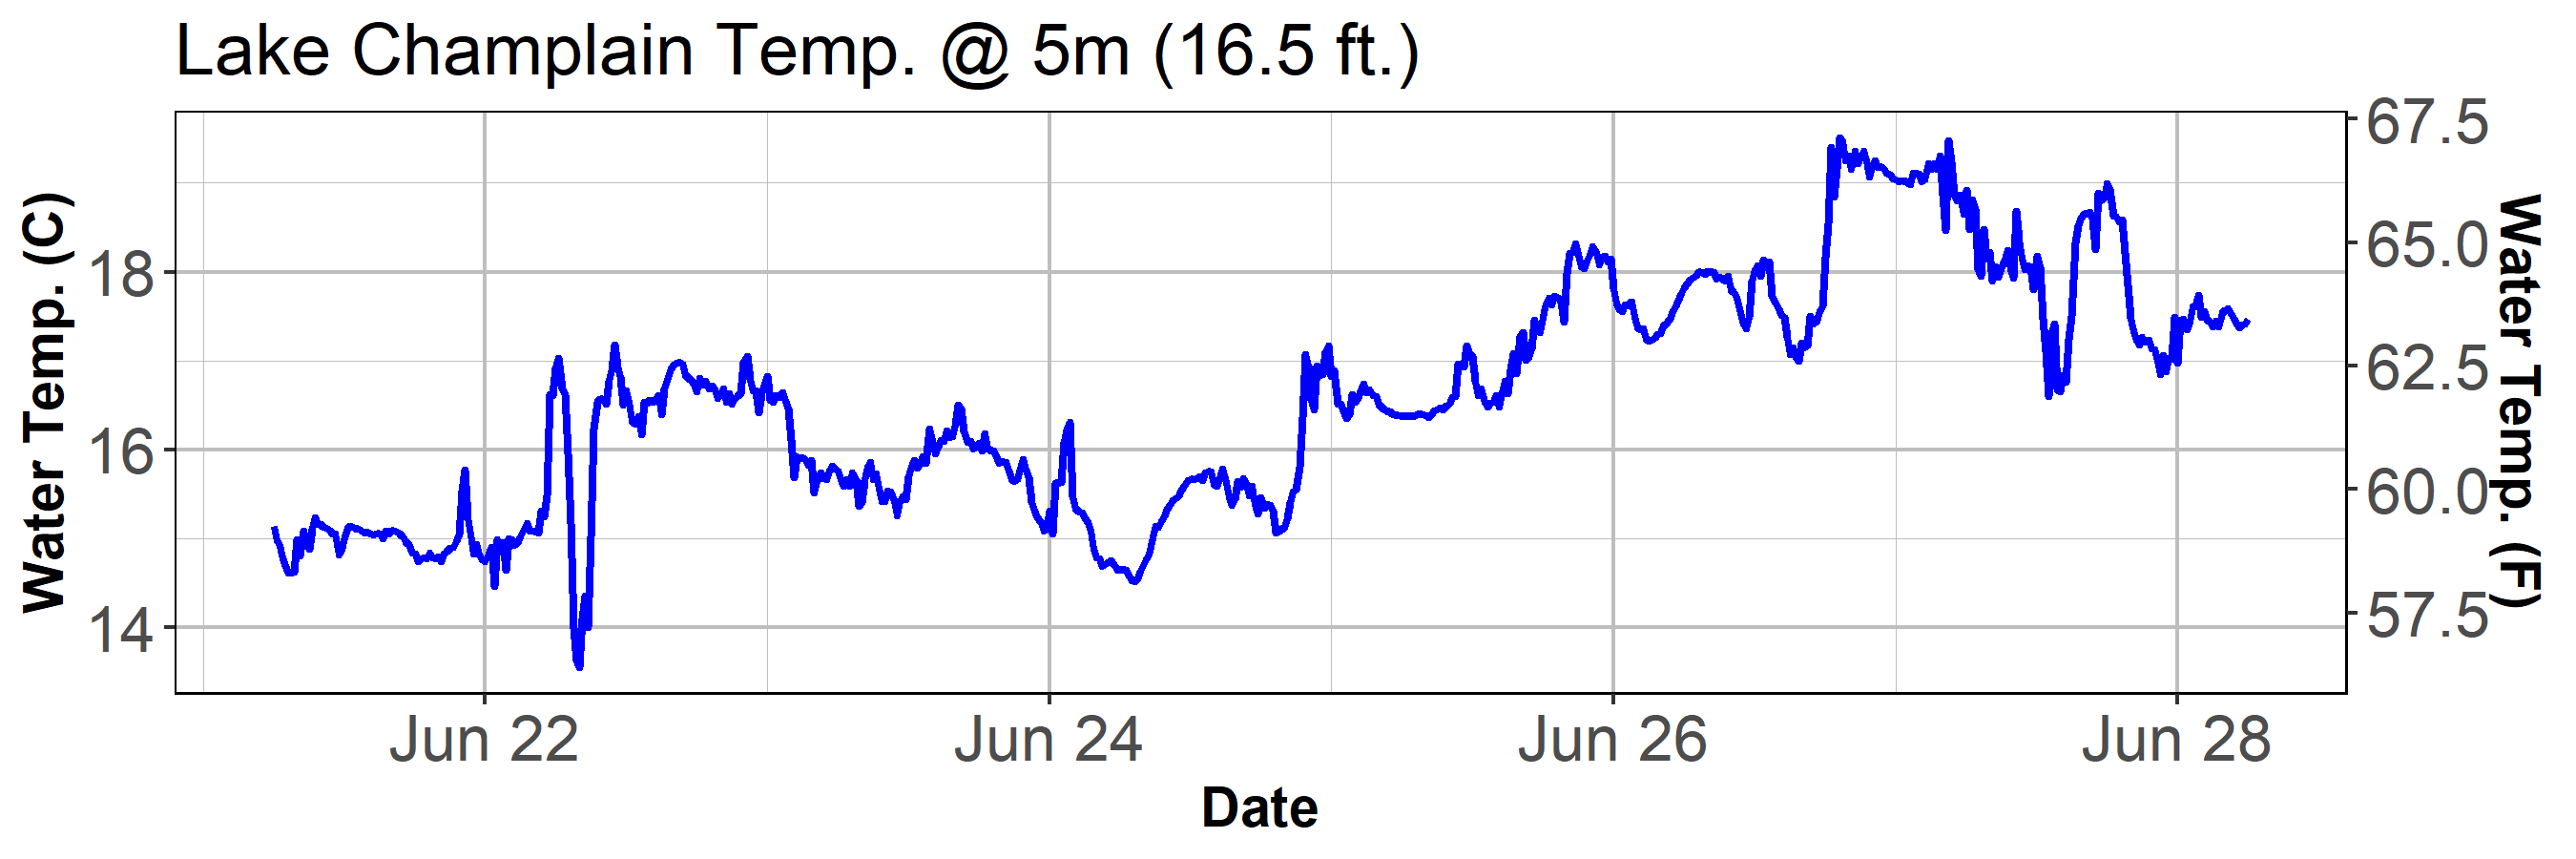 Lake Champlain Temp. @ 5m (16.5 ft.)
Water Temp. (C)
18
16
14
67.5
65.0
62.5
60.0
57.5
Water Temp. (F)
Jun 22
Jun 24
Jun 26
Jun 28
Date